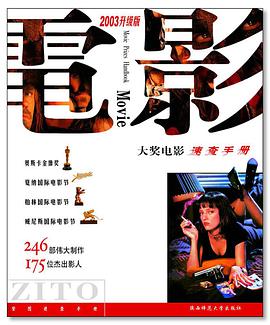 電影
2003升级版
Movie Prizes Handbook
Movie
大奖电影 速查手册
奥斯卡金像奖
戛纳国际电影节
柏林国际电影节
威尼斯国际电影节
246部伟大制作
175位杰出影人
ZITO
陕西师范大学出版社